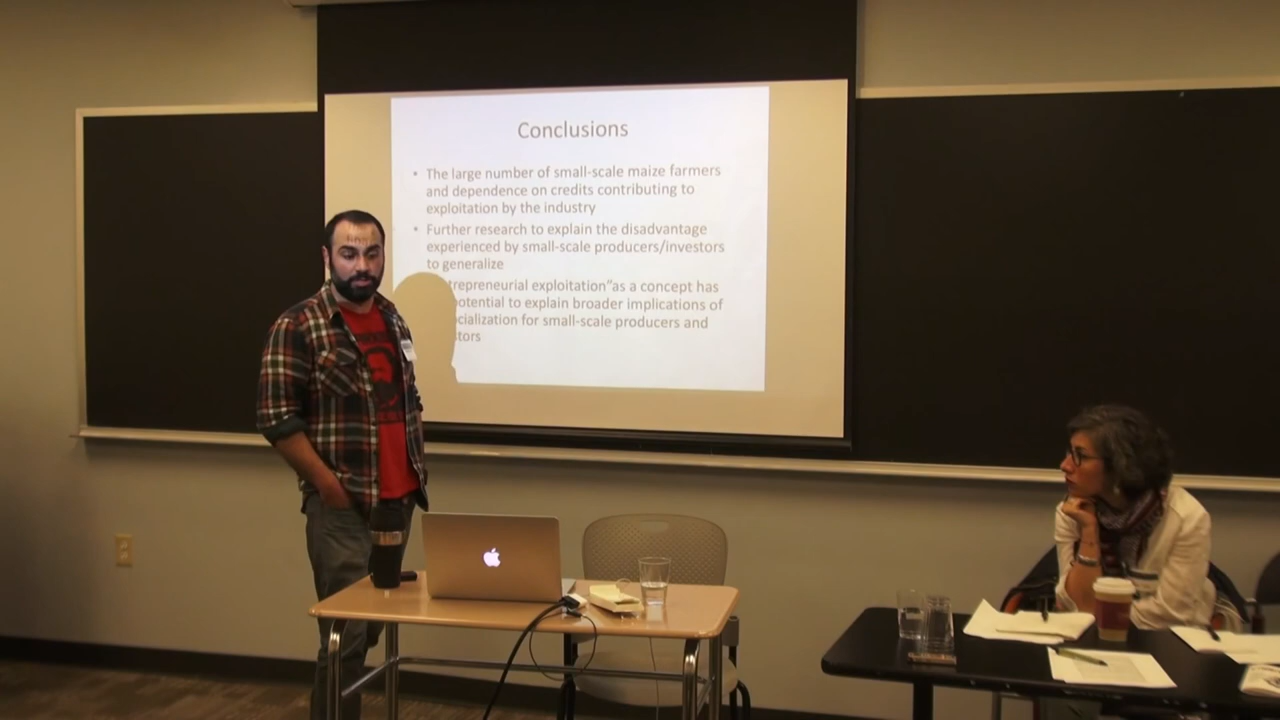 Conclusions
• The large number of small-scale maize farmers
and dependence on credits contributing to
exploitation by the industry
• Further research to explain the disadvantage
experienced by small-scale producers/investors
to generalize
trepreneurial exploitation”as a concept has
potential to explain broader implications of
cialization for small-scale producers and
stors